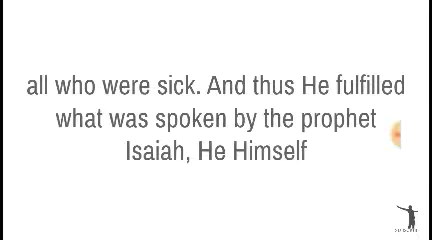 all who were sick. And thus He fulfilled
what was spoken by the prophet
Isaiah, He Himself